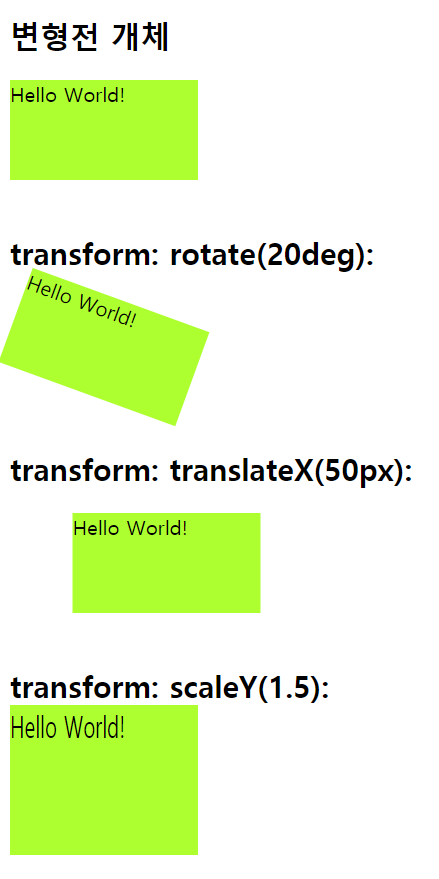 변형전 개체
Hello World!
transform: rotate(20deg):
Hello World!
transform: translateX(50px):
Hello World!
transform: scaleY(1.5):
Hello World!